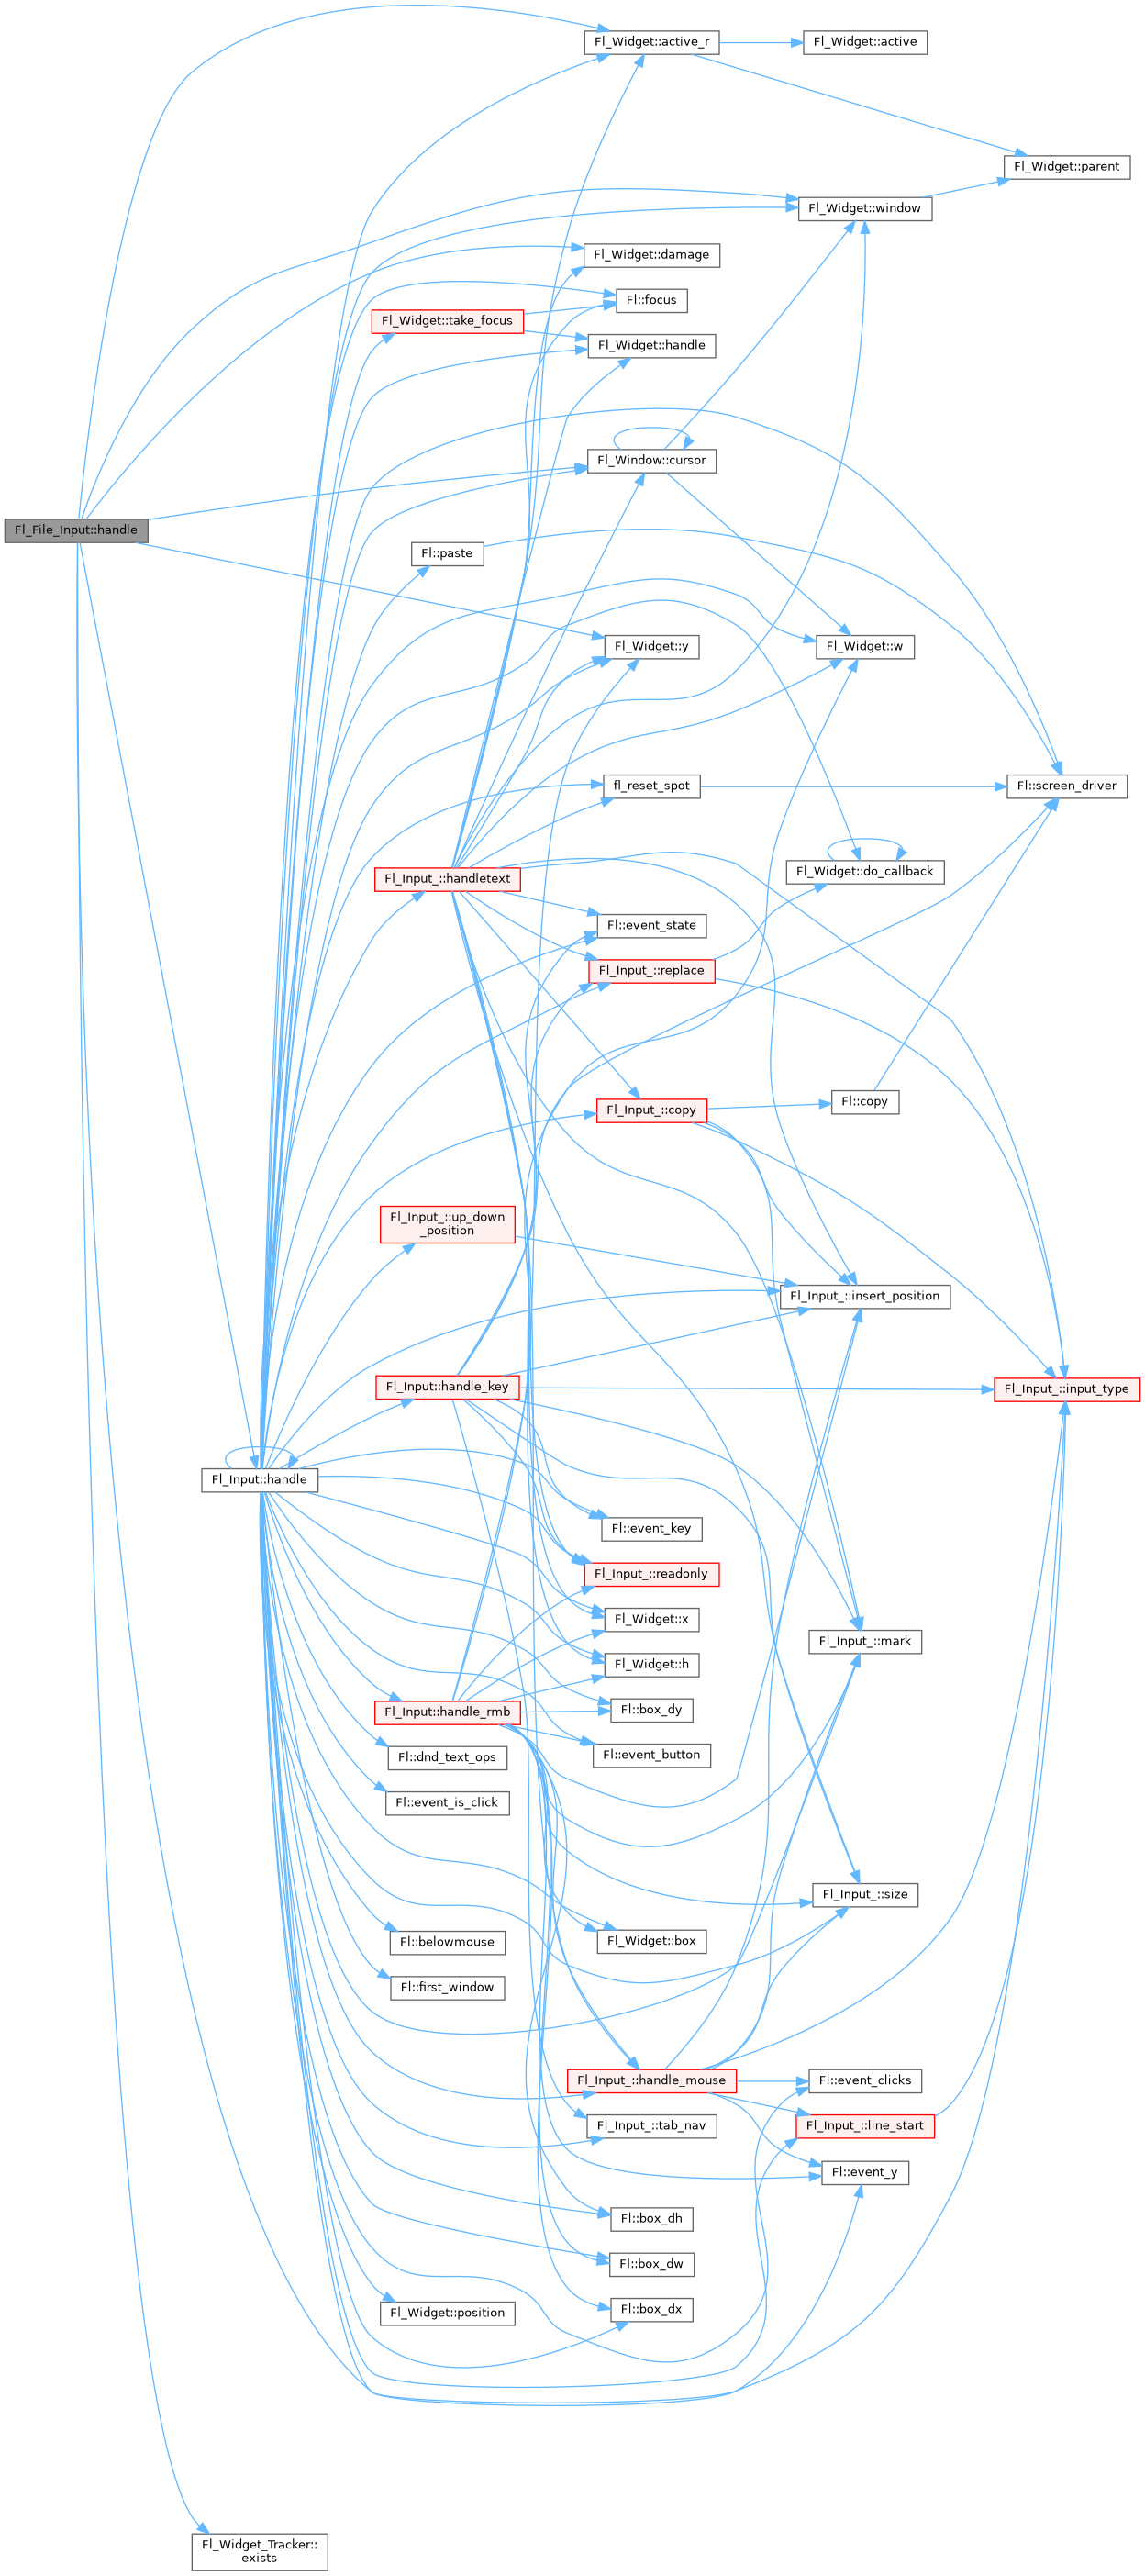 Fl_Widget::active_r
Fl_Widget::active
Fl_Widget::parent
Fl_Widget::window
Fl_Widget::damage
Fl::focus
Fl_Widget::take_focus
Fl_Widget::handle
Fl_Window::cursor
Fl_File_Input::handle
Fl::paste
Fl_Widget::y
Fl_Widget::w
fl_reset_spot
Fl::screen_driver
Fl_Widget::do_callback
Fl_Input_::handletext
Fl::event_state
Fl_Input_::replace
Fl::copy
Fl_Input_::copy
Fl_Input_::up_down
_position
Fl_Input_::insert_position
Fl_Input::handle_key
Fl_Input_::input_type
Fl_Input::handle
Fl::event_key
Fl_Input_::readonly
Fl_Widget::x
Fl_Input_::mark
Fl_Widget::h
Fl::box_dy
Fl_Input::handle_rmb
Fl::event_button
Fl::dnd_text_ops
Fl::event_is_click
Fl_Input_::size
Fl_Widget::box
Fl::belowmouse
Fl::first_window
Fl_Input_::handle_mouse
Fl::event_clicks
Fl_Input_::tab_nav
Fl_Input_::line_start
Fl::event_y
Fl::box_dh
Fl::box_dw
Fl::box_dx
Fl_Widget::position
Fl_Widget_Tracker::
exists